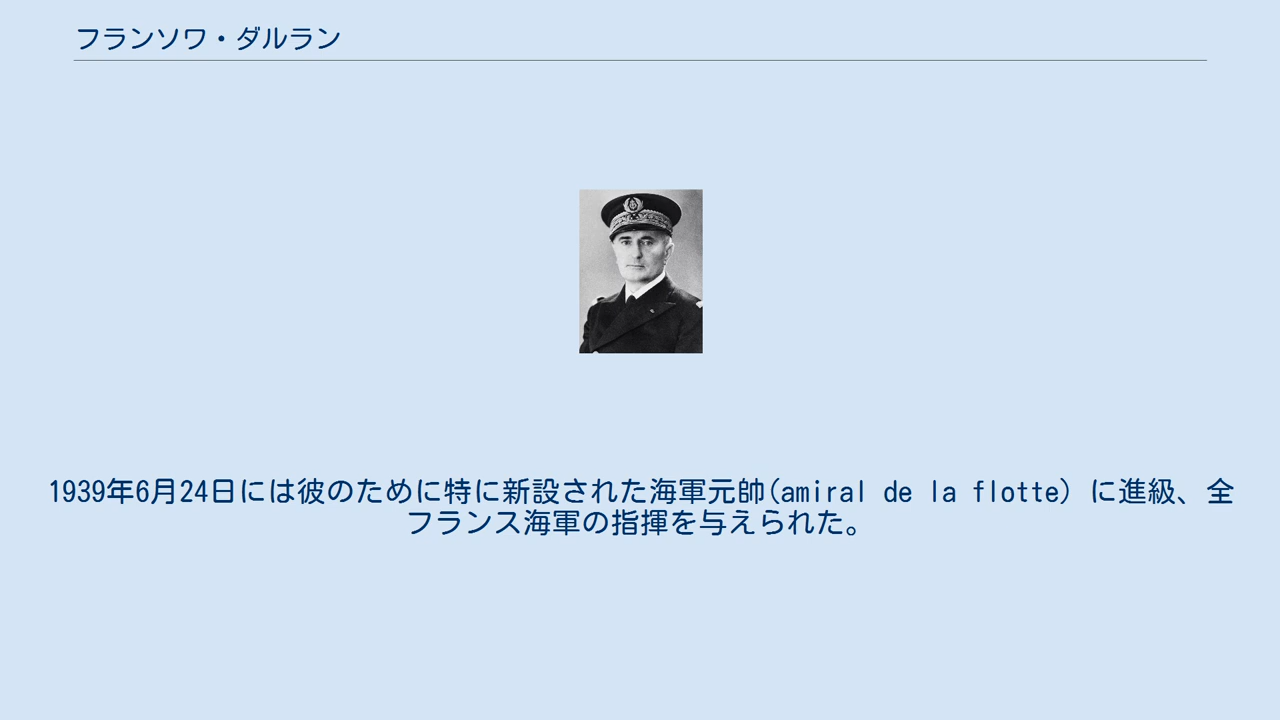 フランソワ・ダルラン
1939年6月24日には彼のために特に新設された海軍元帥(amiral de la flotte) に進級、全
フランス海軍の指揮を与えられた。